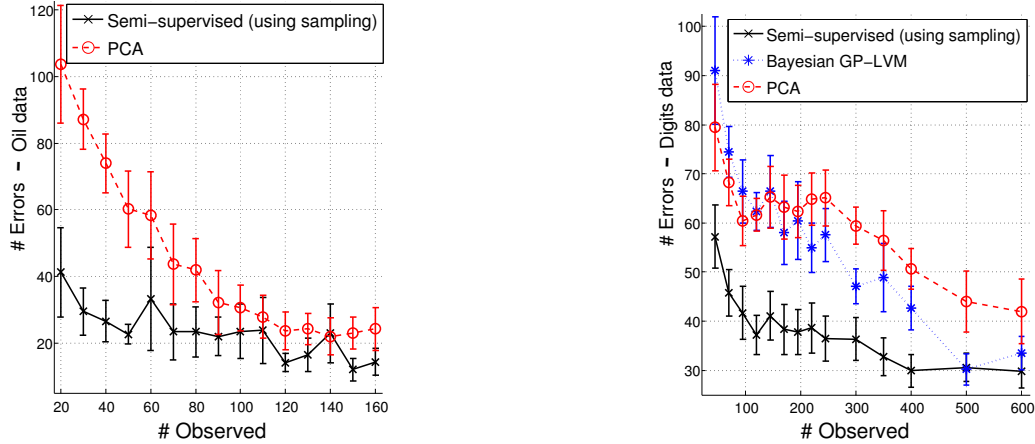 Semi−supervised (using sampling)
PCA
120
100
80
60
40
20
# Errors − Oil data
20 40 60 80 100 120 140 160
# Observed
Semi−supervised (using sampling)
Bayesian GP−LVM
PCA
100
90
80
70
60
50
40
30
# Errors − Digits data
100 200 300 400 500 600
# Observed